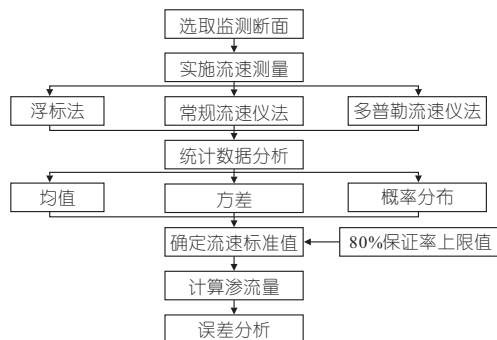 选取监测断面
实施流速测量
浮标法
常规流速仪法
多普勒流速仪法
统计数据分析
均值
方差
概率分布
确定流速标准值
80%保证率上限值
计算渗流量
误差分析